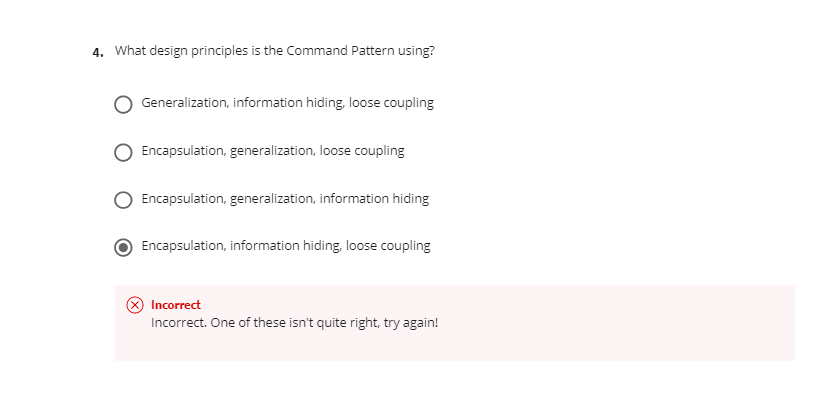 4. What design principles is the Command Pattern using?
Generalization, information hiding, loose coupling
Encapsulation, generalization, loose coupling
Encapsulation, generalization, information hiding
Encapsulation, information hiding, loose coupling
Incorrect
Incorrect. One of these isn't quite right, try again!